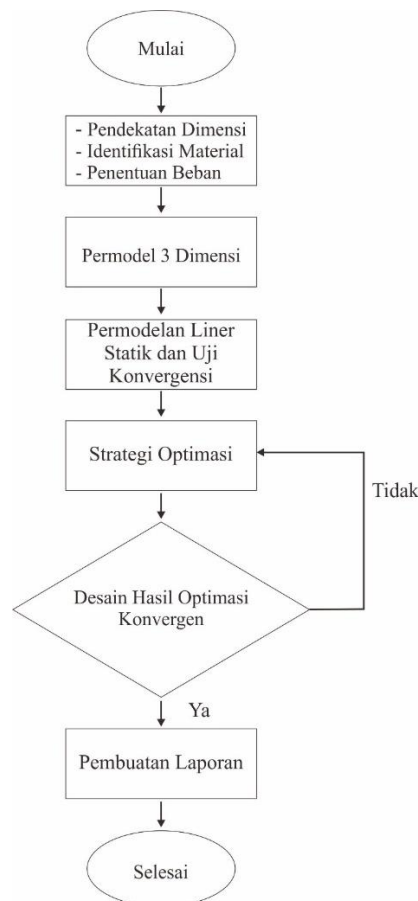 Mulai
- Pendekatan Dimensi
- Identifikasi Material
- Penentuan Beban
Permodel 3 Dimensi
Permodelan Liner
Statik dan Uji
Konvergensi
Strategi Optimasi
Tidak
Desain Hasil Optimasi
Konvergen
Ya
Pembuatan Laporan
Selesai